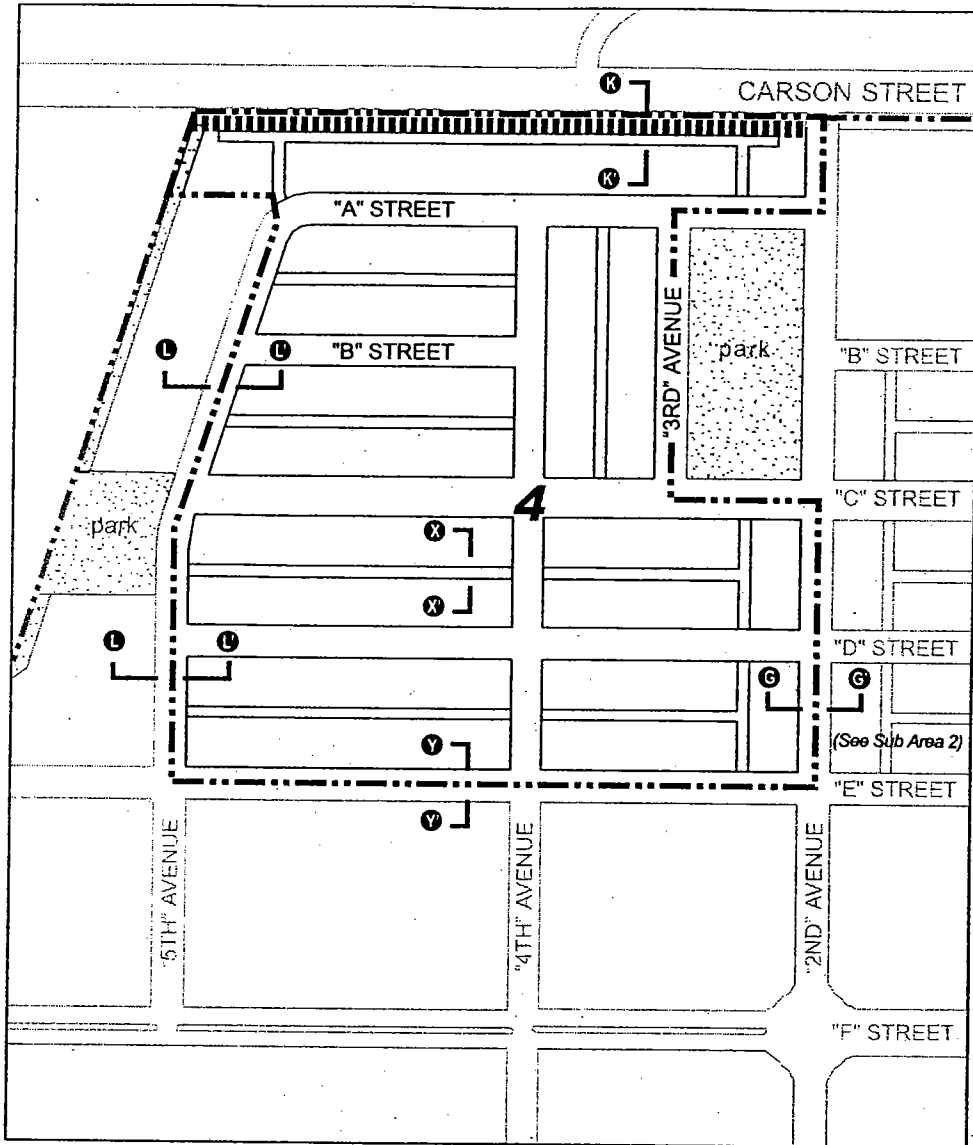 K
CARSON STREET
K'
"A" STREET
"3RD" AVENUE
park
L
L'
"B" STREET
"B" STREET
4
"C" STREET
park
X
X'
L
L'
"D" STREET
G
G'
(See Sub Area 2)
Y
"E" STREET
Y'
"5TH" AVENUE
"4TH" AVENUE
"2ND" AVENUE
"F" STREET